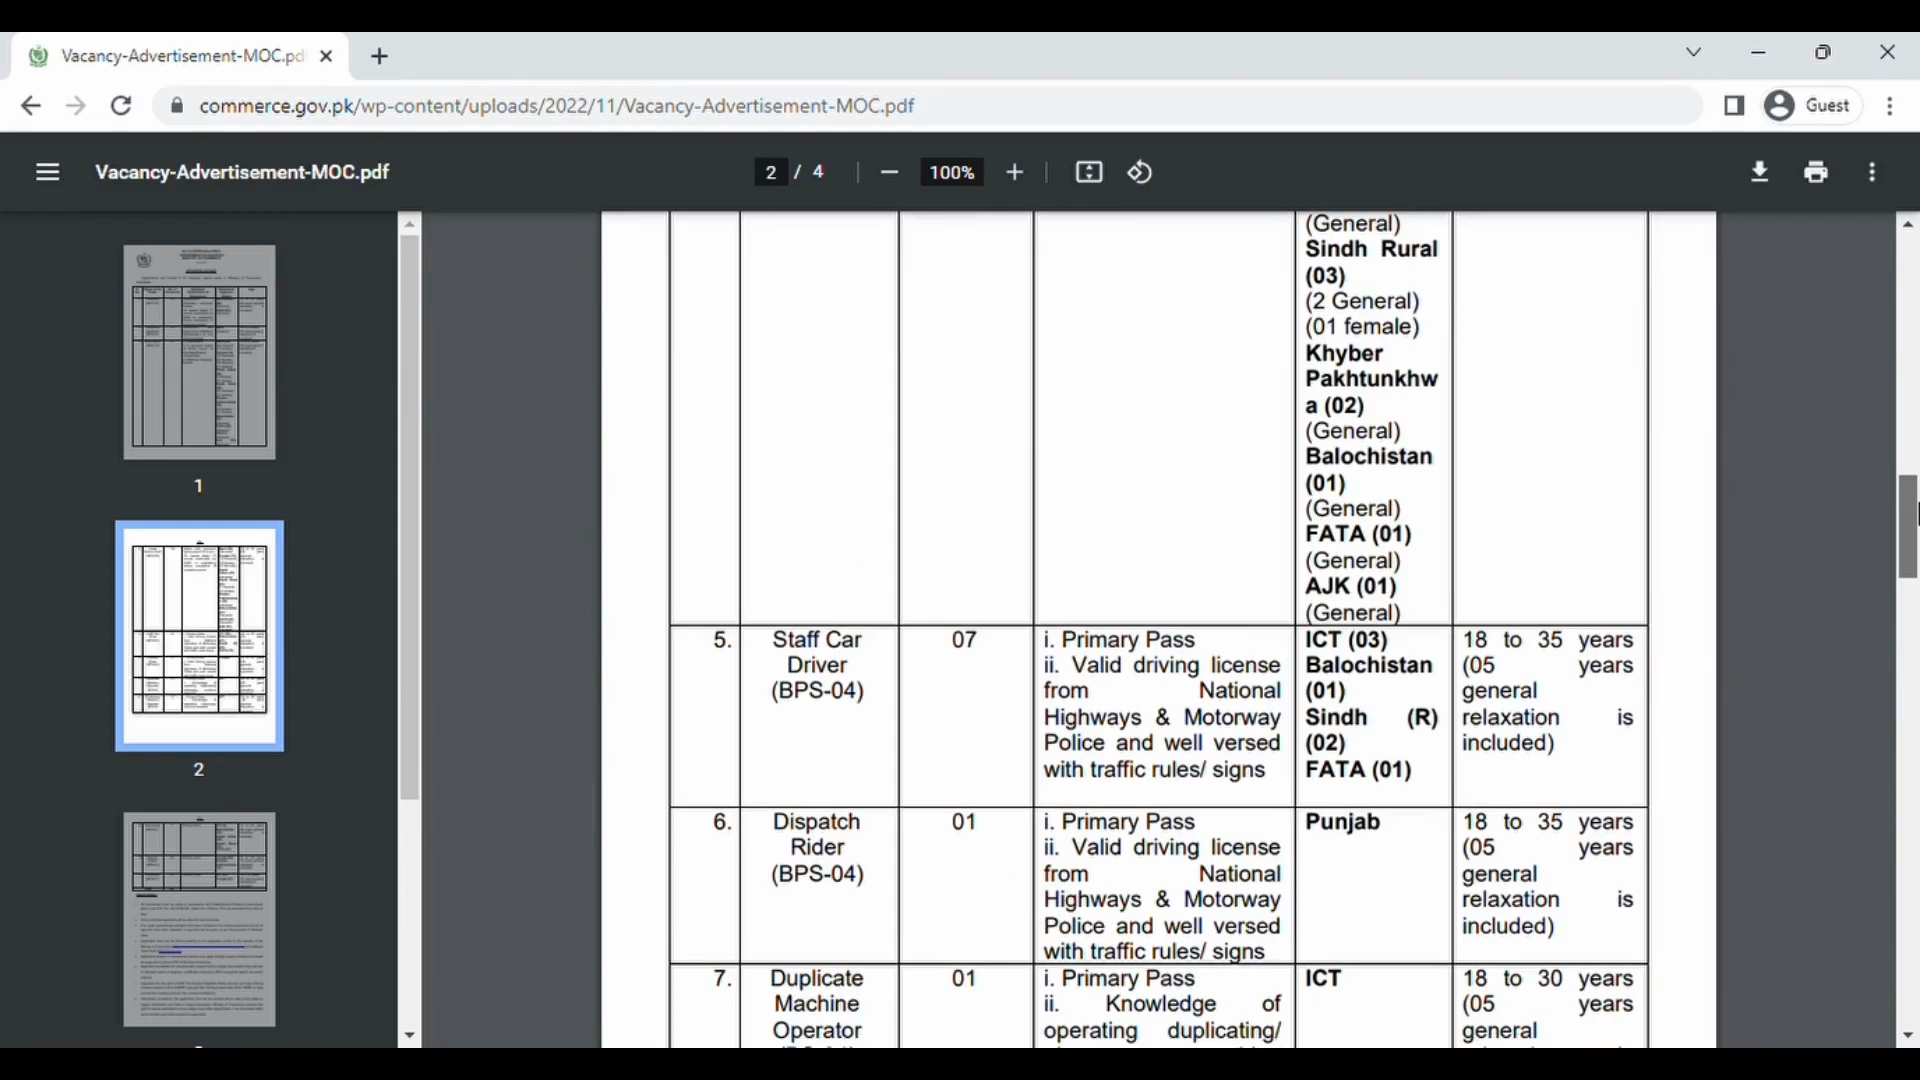 Vacancy-Advertisement-MOC.pd
commerce.gov.pk/wp-content/uploads/2022/11/Vacancy-Advertisement-MOC.pdf
Guest
Vacancy-Advertisement-MOC.pdf
2 / 4
100%
1
2
(General)
Sindh Rural
(03)
(2 General)
(01 female)
Khyber
Pakhtunkhw
a (02)
(General)
Balochistan
(01)
(General)
FATA (01)
(General)
AJK (01)
(General)
5.
Staff Car
Driver
(BPS-04)
07
i. Primary Pass
ii. Valid driving license
from National
Highways & Motorway
Police and well versed
with traffic rules/ signs
ICT (03)
Balochistan
(01)
Sindh (R)
(02)
FATA (01)
18 to 35 years
(05 years
general
relaxation is
included)
6.
Dispatch
Rider
(BPS-04)
01
i. Primary Pass
ii. Valid driving license
from National
Highways & Motorway
Police and well versed
with traffic rules/ signs
Punjab
18 to 35 years
(05 years
general
relaxation is
included)
7.
Duplicate
Machine
Operator
01
i. Primary Pass
ii. Knowledge of
operating duplicating/
ICT
18 to 30 years
(05 years
general